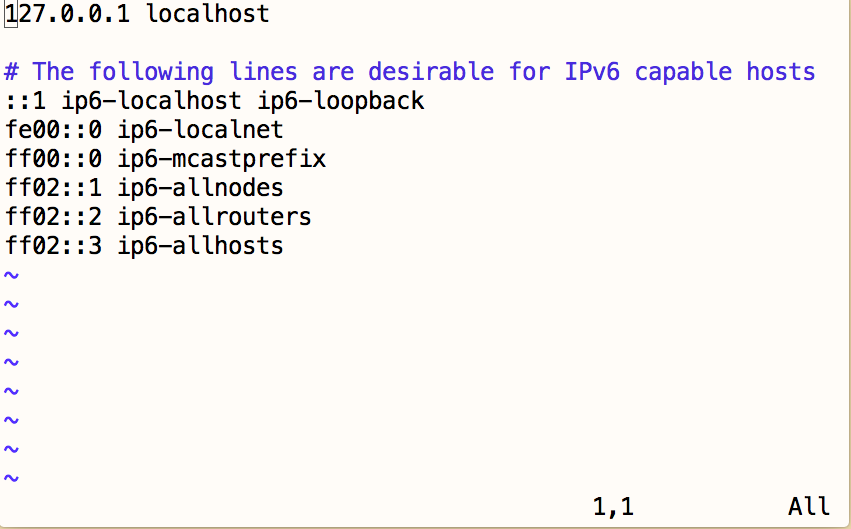 127.0.0.1 localhost

# The following lines are desirable for IPv6 capable hosts
::1 ip6-localhost ip6-loopback
fe00::0 ip6-localnet
ff00::0 ip6-mcastprefix
ff02::1 ip6-allnodes
ff02::2 ip6-allrouters
ff02::3 ip6-allhosts
~
~
~
~
~
~
~
~
1,1 All